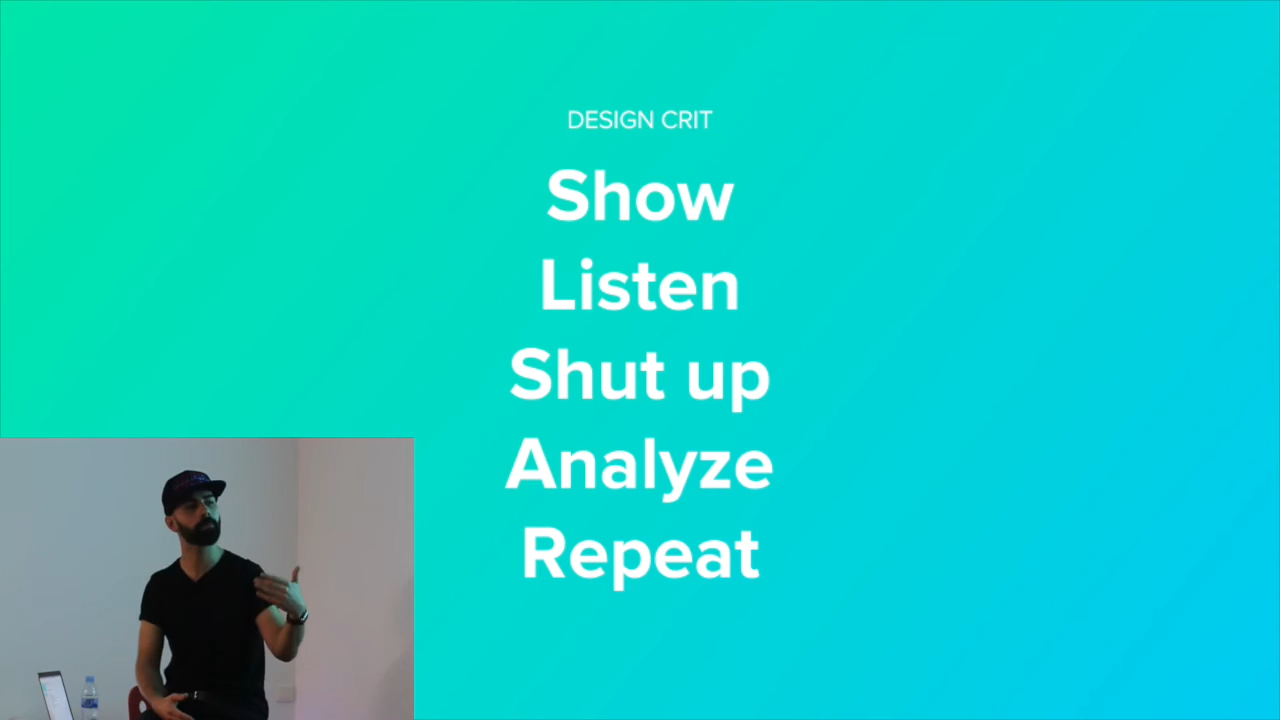 DESIGN CRIT
Show
Listen
Shut up
Analyze
Repeat